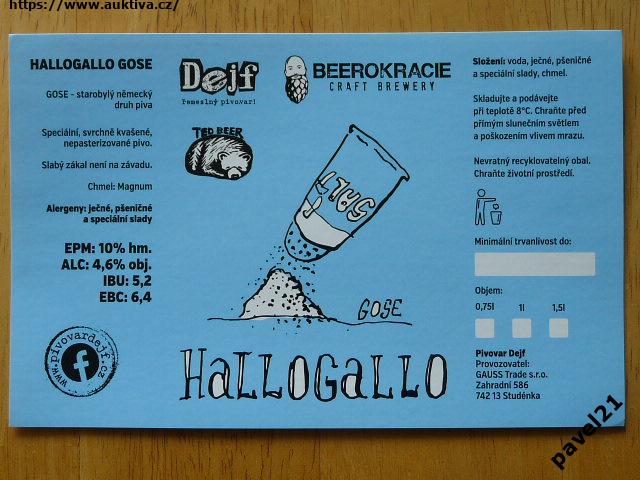 https://www.auktiva.cz/
HALLOGALLO GOSE
GOSE - starobylý německý
druh piva
Speciální, svrchně kvašené,
nepasterizované pivo.
Slabý zákal není na závadu.
Chmel: Magnum
Alergeny: ječné, pšeničné
a speciální slady
EPM: 10% hm.
ALC: 4,6% obj.
IBU: 5,2
EBC: 6,4
www.pivovardejf.cz
f
Dejf
řemeslný pivovar!
BEEROKRACIE
CRAFT BREWERY
TED BEER
SALT
GOSE
HaLLOGaLLO
Složení: voda, ječné, pšeničné
a speciální slady, chmel.
Skladujte a podávejte
při teplotě 8°C. Chraňte před
přímým slunečním světlem
a poškozením vlivem mrazu.
Nevratný recyklovatelný obal.
Chraňte životní prostředí.
Minimální trvanlivost do:
Objem:
0,75l 1l 1,5l
Pivovar Dejf
Provozovatel:
GAUSS Trade s.r.o.
Zahradní 586
742 13 Studénka
pavel21